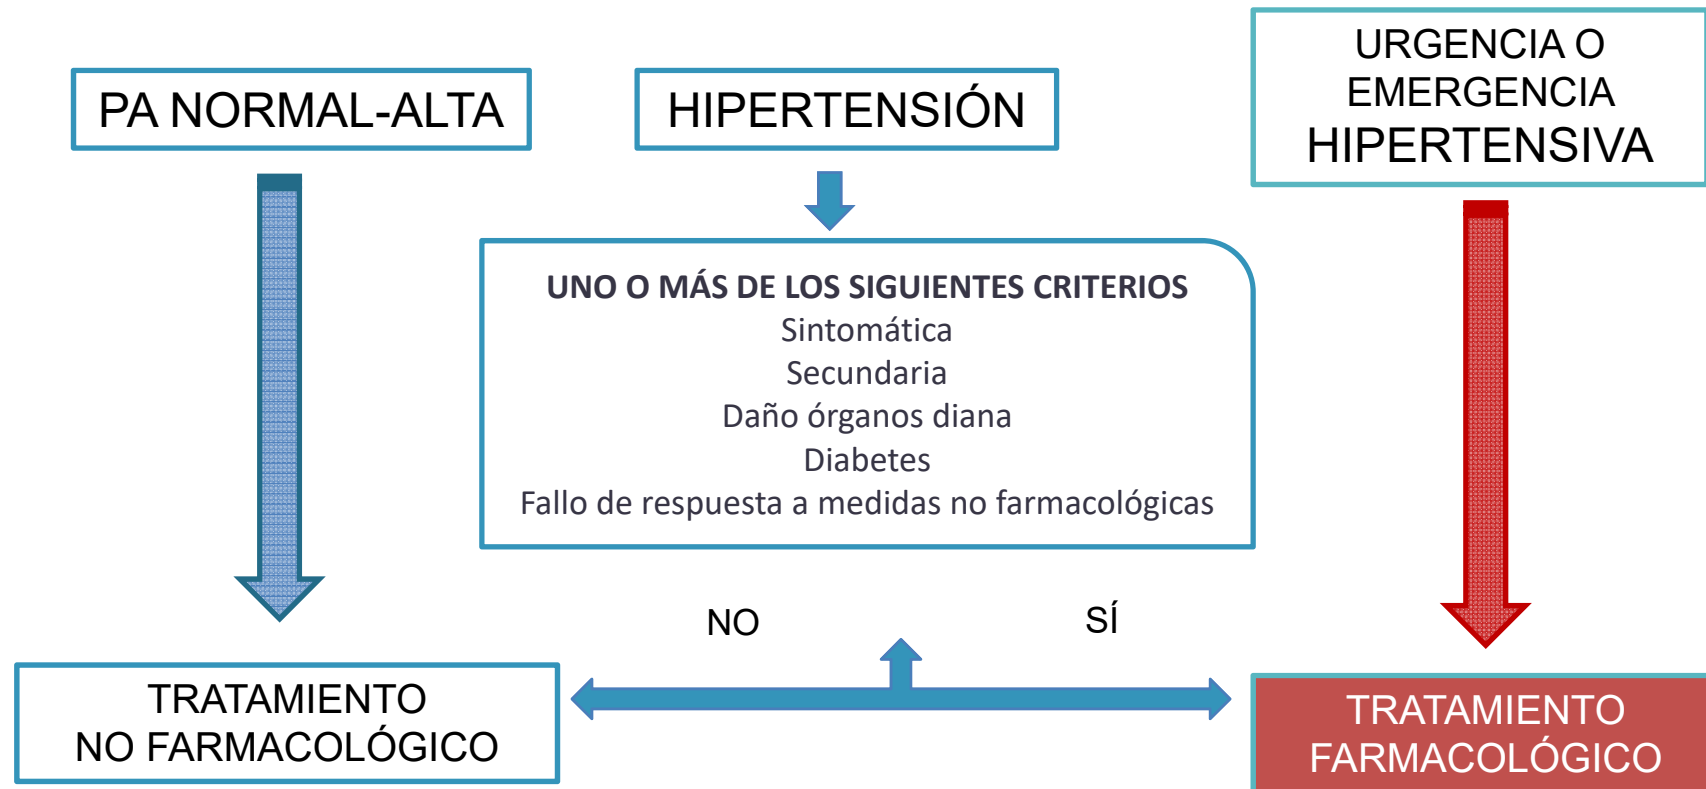 PA NORMAL-ALTA
HIPERTENSIÓN
URGENCIA O
EMERGENCIA
HIPERTENSIVA
UNO O MÁS DE LOS SIGUIENTES CRITERIOS
Sintomática
Secundaria
Daño órganos diana
Diabetes
Fallo de respuesta a medidas no farmacológicas
NO
SÍ
TRATAMIENTO
NO FARMACOLÓGICO
TRATAMIENTO
FARMACOLÓGICO